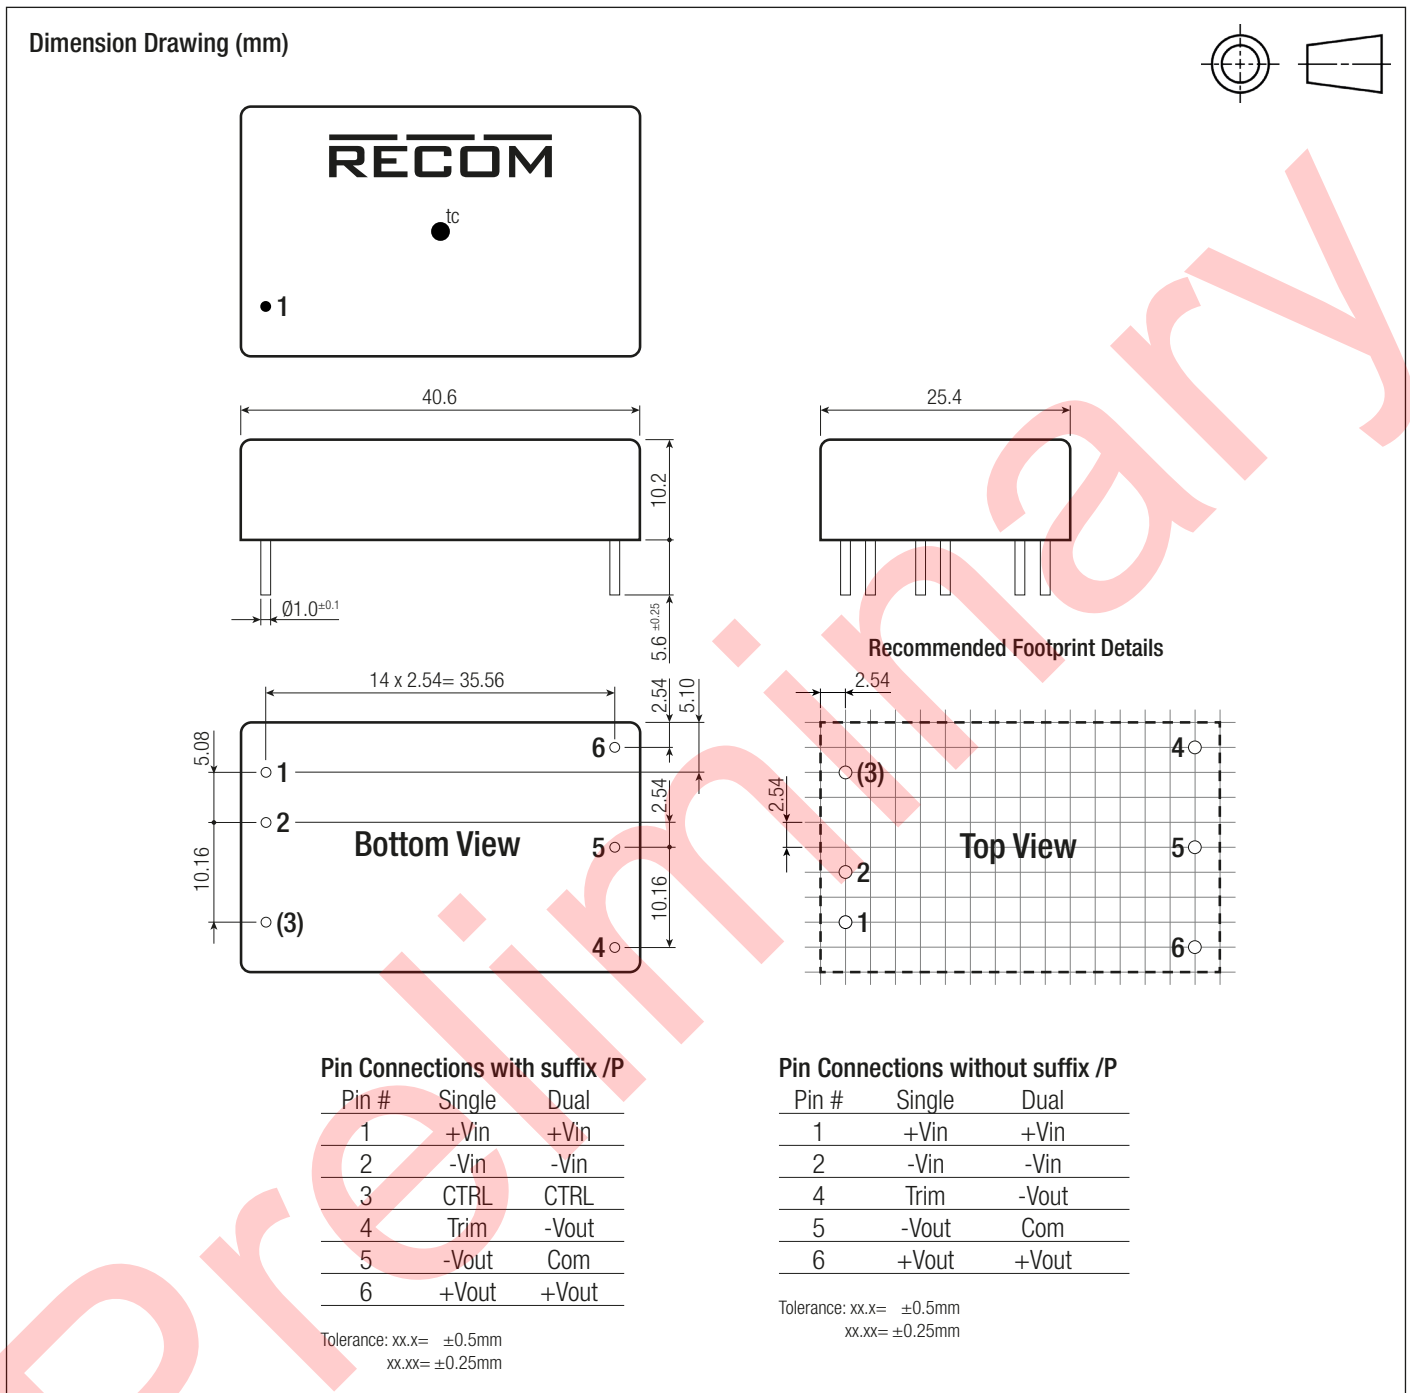 Dimension Drawing (mm)
RECOM
tc
1
40.6
25.4
10.2
Ø1.0±0.1
5.6 ±0.25
Recommended Footprint Details
14 x 2.54= 35.56
2.54
5.10
2.54
5.08
6
4
1
(3)
2.54
2.54
2
Bottom View
5
Top View
5
10.16
10.16
2
(3)
1
4
6
Pin Connections with suffix /P
Pin # Single Dual
1 +Vin +Vin
2 -Vin -Vin
3 CTRL CTRL
4 Trim -Vout
5 -Vout Com
6 +Vout +Vout
Tolerance: xx.x= ±0.5mm
xx.xx= ±0.25mm
Pin Connections without suffix /P
Pin # Single Dual
1 +Vin +Vin
2 -Vin -Vin
4 Trim -Vout
5 -Vout Com
6 +Vout +Vout
Tolerance: xx.x= ±0.5mm
xx.xx= ±0.25mm
Preliminary